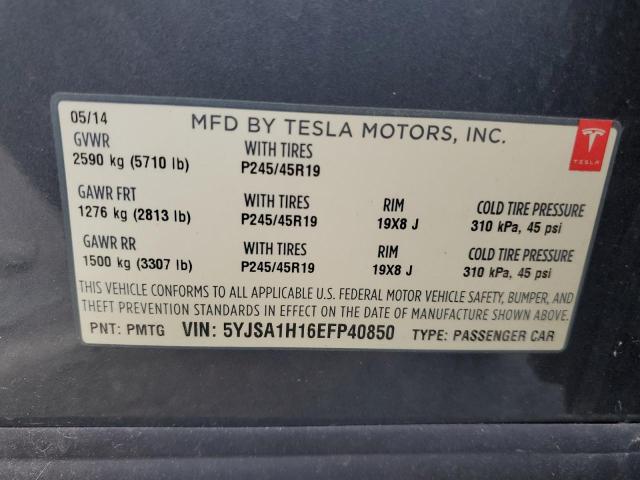 05/14
MFD BY TESLA MOTORS, INC.
GVWR WITH TIRES
2590 kg (5710 lb) P245/45R19
TESLA
GAWR FRT WITH TIRES RIM COLD TIRE PRESSURE
1276 kg (2813 lb) P245/45R19 19X8 J 310 kPa, 45 psi
GAWR RR WITH TIRES RIM COLD TIRE PRESSURE
1500 kg (3307 lb) P245/45R19 19X8 J 310 kPa, 45 psi
THIS VEHICLE CONFORMS TO ALL APPLICABLE U.S. FEDERAL MOTOR VEHICLE SAFETY, BUMPER, AND
THEFT PREVENTION STANDARDS IN EFFECT ON THE DATE OF MANUFACTURE SHOWN ABOVE.
PNT: PMTG VIN: 5YJSA1H16EFP40850 TYPE: PASSENGER CAR